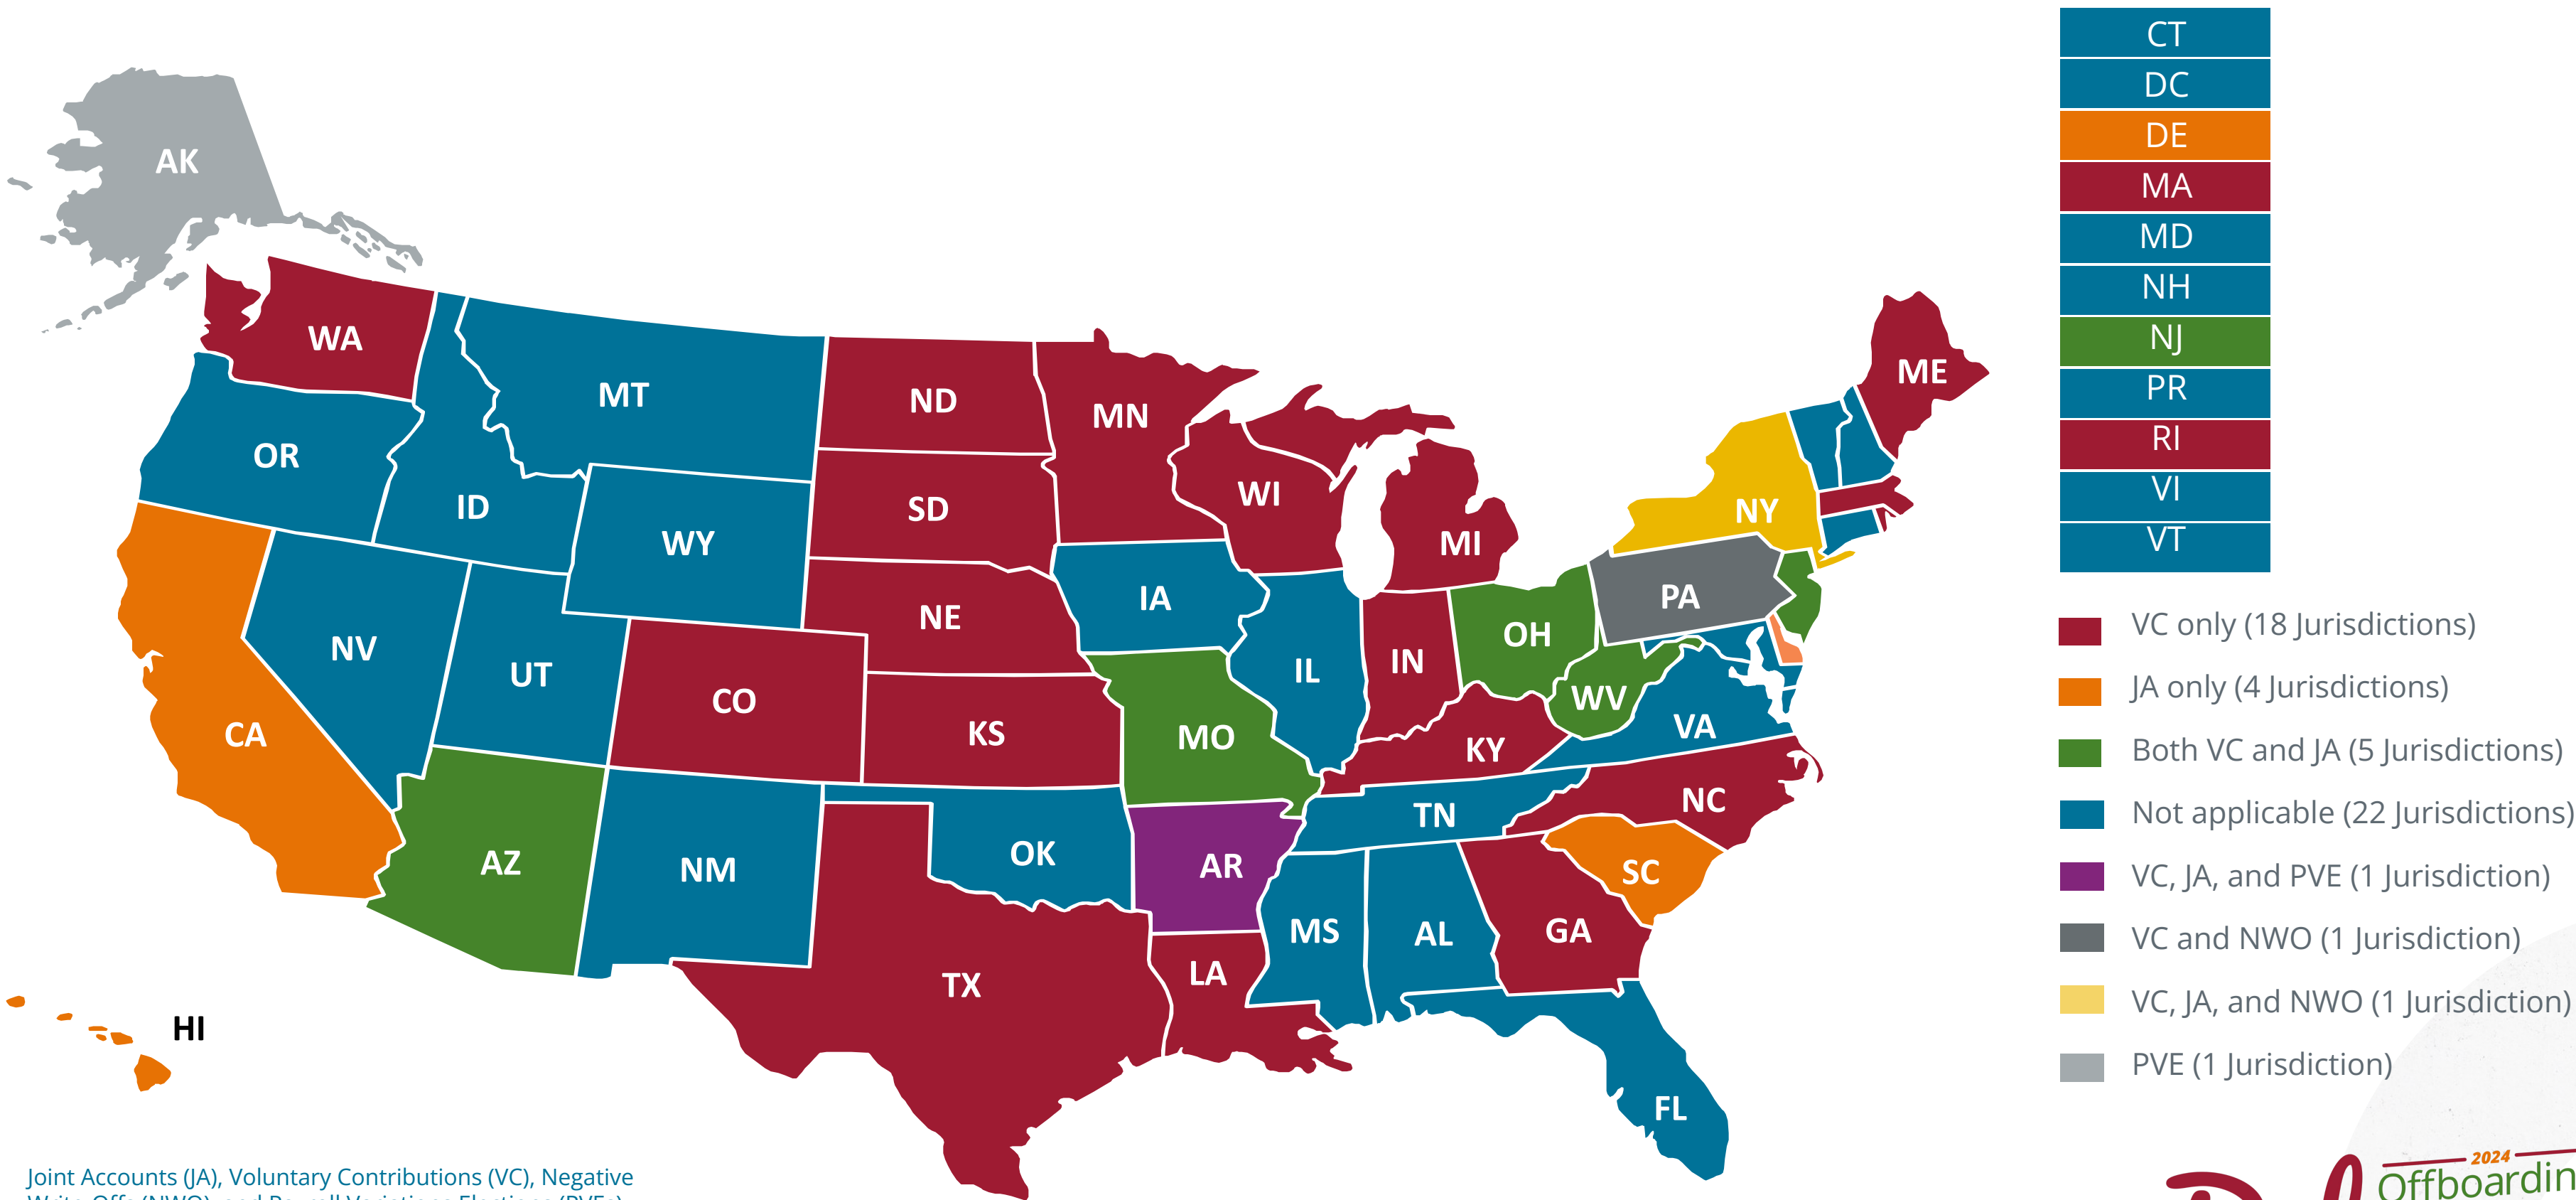 CT
DC
DE
MA
MD
NH
NJ
PR
RI
VI
VT
AK
WA
MT
ND
MN
ME
OR
ID
SD
WI
MI
NY
WY
IA
NE
PA
NV
UT
CO
KS
IL
IN
OH
WV
VA
CA
MO
KY
NC
AZ
NM
OK
AR
TN
SC
TX
LA
MS
AL
GA
FL
HI
VC only (18 Jurisdictions)
JA only (4 Jurisdictions)
Both VC and JA (5 Jurisdictions)
Not applicable (22 Jurisdictions)
VC, JA, and PVE (1 Jurisdiction)
VC and NWO (1 Jurisdiction)
VC, JA, and NWO (1 Jurisdiction)
PVE (1 Jurisdiction)
Joint Accounts (JA), Voluntary Contributions (VC), Negative
2024